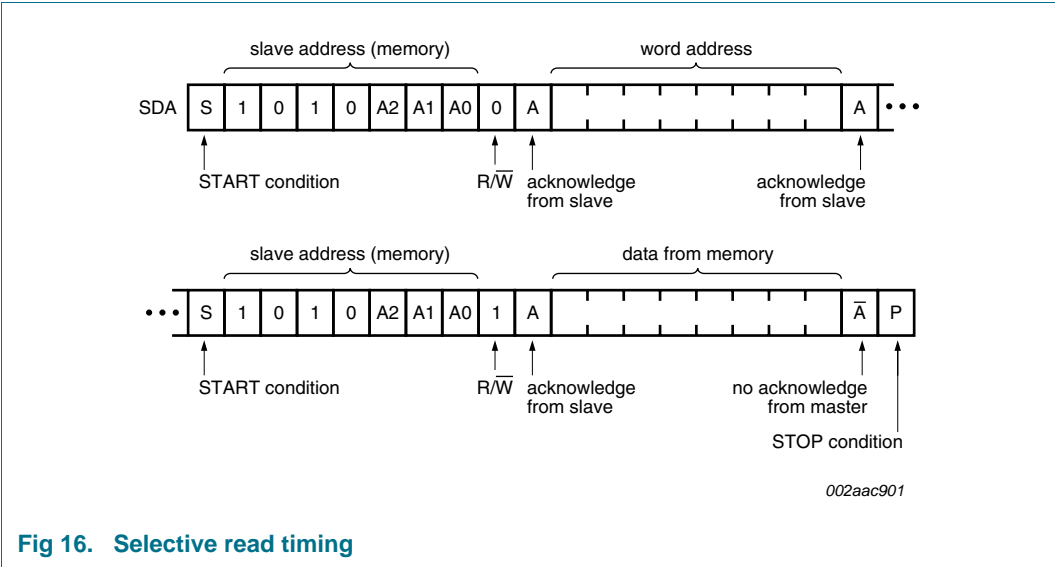 slave address (memory) word address
SDA S 1 0 1 0 A2 A1 A0 0 A A •••
START condition R/W̅ acknowledge from slave acknowledge from slave
slave address (memory) data from memory
••• S 1 0 1 0 A2 A1 A0 1 A A̅ P
START condition R/W̅ acknowledge from slave no acknowledge from master
STOP condition
002aac901
Fig 16. Selective read timing